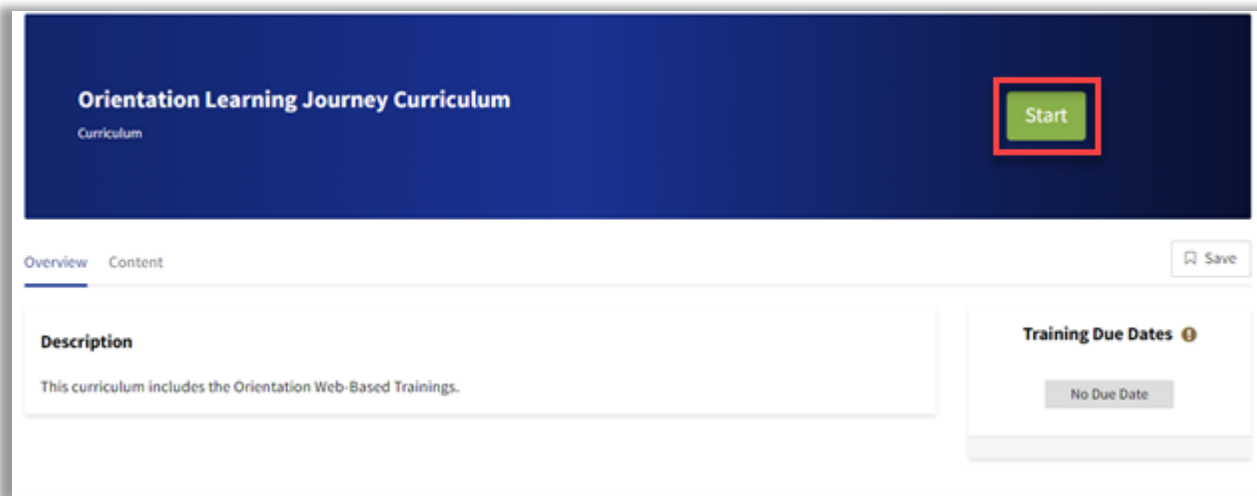 Orientation Learning Journey Curriculum
Curriculum
Start
Overview Content
Save
Description
This curriculum includes the Orientation Web-Based Trainings.
Training Due Dates
No Due Date